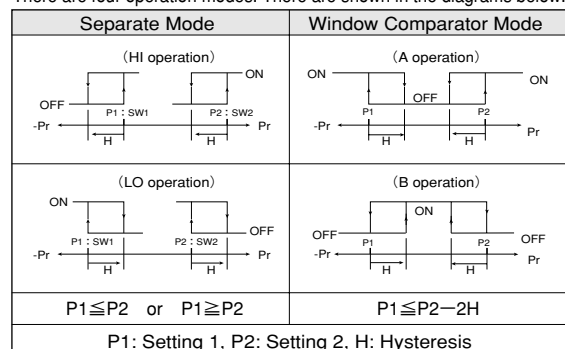 There are four operation modes. There are shown in the diagrams below.
Separate Mode
Window Comparator Mode
(HI operation)
ON
OFF
P1 : SW1
P2 : SW2
-Pr
Pr
H
H
(A operation)
ON
ON
OFF
P1
P2
-Pr
Pr
H
H
(LO operation)
ON
OFF
P1 : SW1
P2 : SW2
-Pr
Pr
H
H
(B operation)
ON
OFF
OFF
P1
P2
-Pr
Pr
H
H
P1≦P2 or P1≧P2
P1≦P2－2H
P1: Setting 1, P2: Setting 2, H: Hysteresis